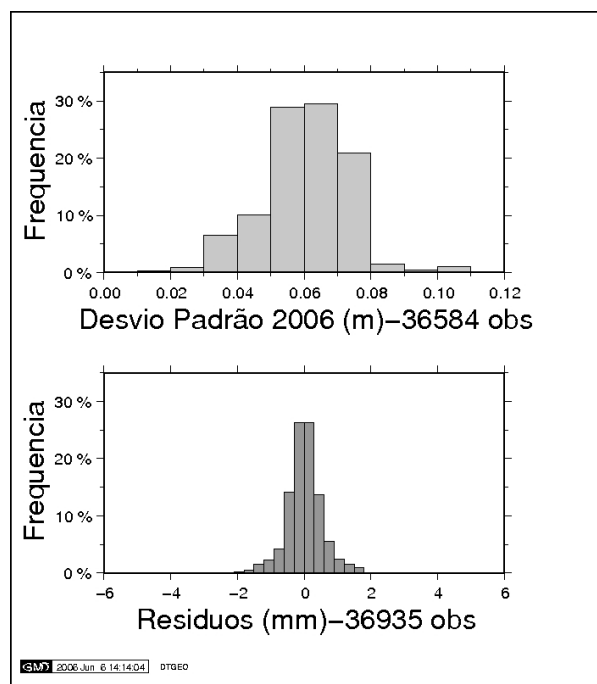 Frequencia
30 %
20 %
10 %
0 %
0.00 0.02 0.04 0.06 0.08 0.10 0.12
Desvio Padrão 2006 (m)−36584 obs
Frequencia
30 %
20 %
10 %
0 %
−6 −4 −2 0 2 4 6
Residuos (mm)−36935 obs
GMD 2006 Jun 6 14:14:04 DTGEO